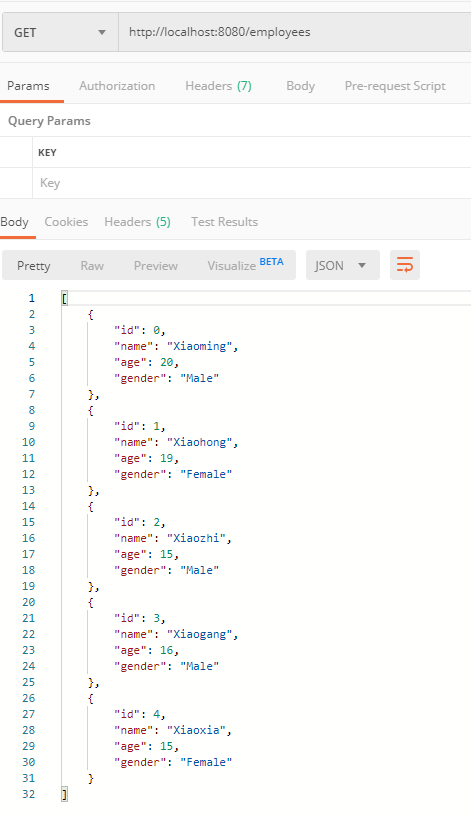 GET http://localhost:8080/employees
Params Authorization Headers (7) Body Pre-request Script
Query Params
KEY
Key
Body Cookies Headers (5) Test Results
Pretty Raw Preview Visualize BETA JSON
1 [
2 {
3 "id": 0,
4 "name": "Xiaoming",
5 "age": 20,
6 "gender": "Male"
7 },
8 {
9 "id": 1,
10 "name": "Xiaohong",
11 "age": 19,
12 "gender": "Female"
13 },
14 {
15 "id": 2,
16 "name": "Xiaozhi",
17 "age": 15,
18 "gender": "Male"
19 },
20 {
21 "id": 3,
22 "name": "Xiaogang",
23 "age": 16,
24 "gender": "Male"
25 },
26 {
27 "id": 4,
28 "name": "Xiaoxia",
29 "age": 15,
30 "gender": "Female"
31 }
32 ]